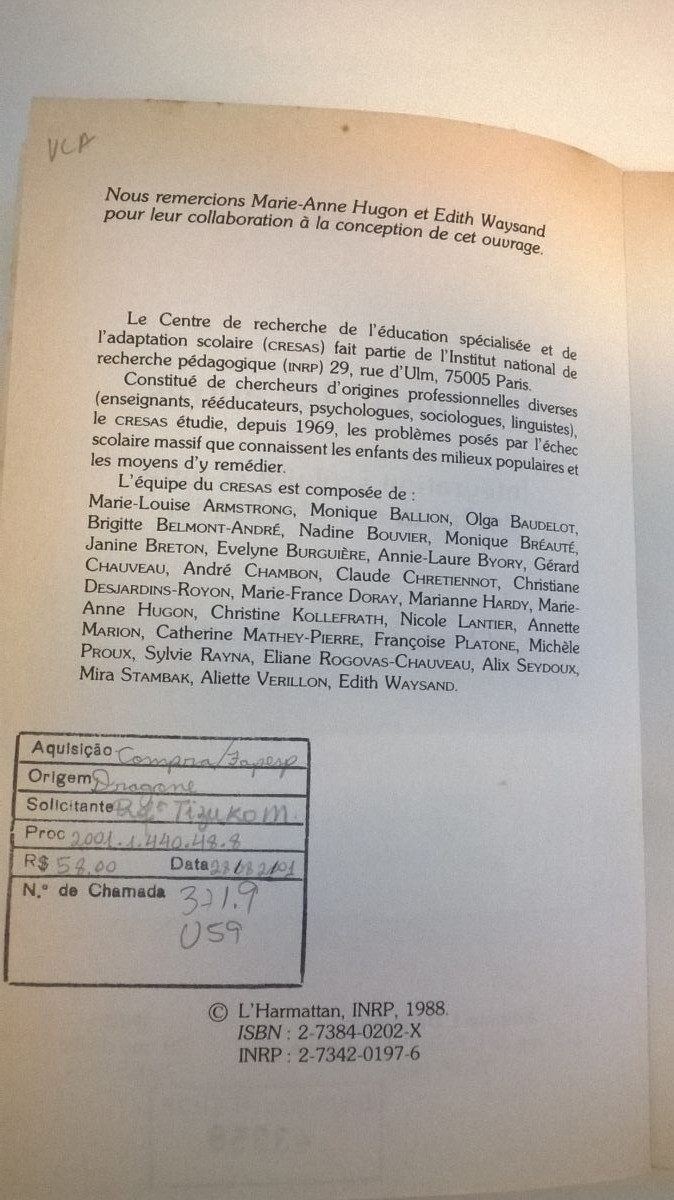 VCA
Nous remercions Marie-Anne Hugon et Edith Waysand
pour leur collaboration à la conception de cet ouvrage.
Le Centre de recherche de l'éducation spécialisée et de
l'adaptation scolaire (CRESAS) fait partie de l'Institut national de
recherche pédagogique (INRP) 29, rue d'Ulm, 75005 Paris.
Constitué de chercheurs d'origines professionnelles diverses
(enseignants, rééducateurs, psychologues, sociologues, linguistes),
le CRESAS étudie, depuis 1969, les problèmes posés par l'échec
scolaire massif que connaissent les enfants des milieux populaires et
les moyens d'y remédier.
L'équipe du CRESAS est composée de :
Marie-Louise ARMSTRONG, Monique BALLION, Olga BAUDELOT,
Brigitte BELMONT-ANDRÉ, Nadine BOUVIER, Monique BRÉAUTÉ,
Janine BRETON, Evelyne BURGUIÈRE, Annie-Laure BYORY, Gérard
CHAUVEAU, André CHAMBON, Claude CHRETIENNOT, Christiane
DESJARDINS-ROYON, Marie-France DORAY, Marianne HARDY, Marie-
Anne HUGON, Christine KOLLEFRATH, Nicole LANTIER, Annette
MARION, Catherine MATHEY-PIERRE, Françoise PLATONE, Michèle
PROUX, Sylvie RAYNA, Eliane ROGOVAS-CHAUVEAU, Alix SEYDOUX,
Mira STAMBAK, Aliette VERILLON, Edith WAYSAND.
Aquisição Compra/Fapesp
Origem Dragone
Solicitante Tizuko M.
Proc 2001.1.440.48.8
R$ 58,00 Data
N.º de Chamada 371.9
U59
© L'Harmattan, INRP, 1988.
ISBN : 2-7384-0202-X
INRP : 2-7342-0197-6